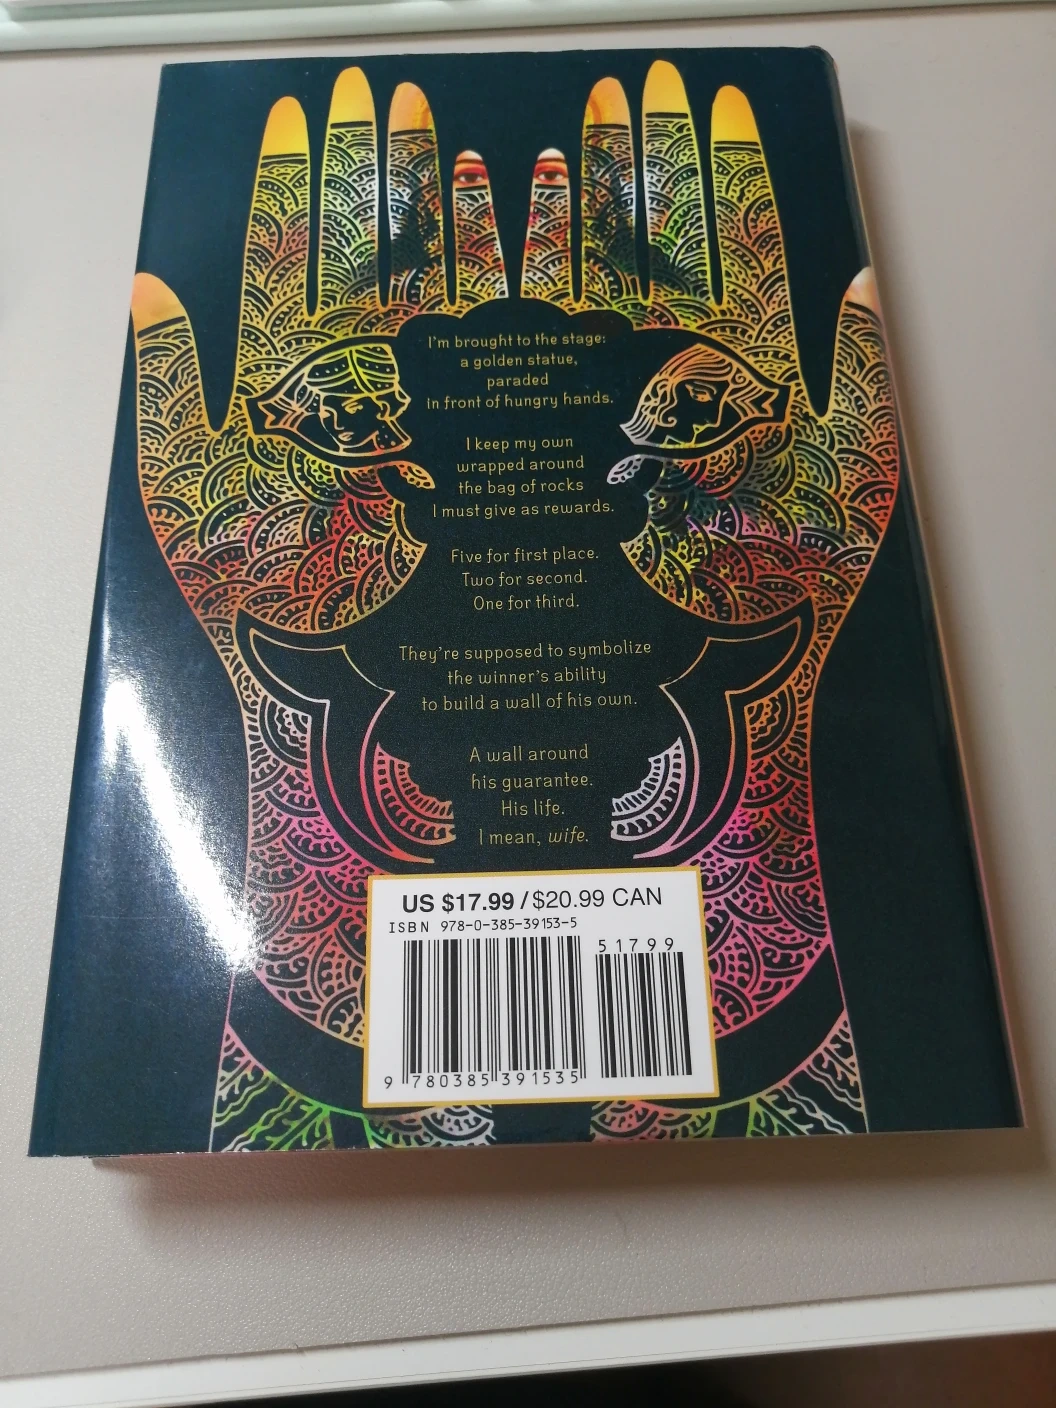 I'm brought to the stage:
a golden statue,
paraded
in front of hungry hands.
I keep my own
wrapped around
the bag of rocks
I must give as rewards.
Five for first place.
Two for second.
One for third.
They're supposed to symbolize
the winner's ability
to build a wall of his own.
A wall around
his guarantee.
His life.
I mean, wife.
US $17.99 / $20.99 CAN
ISBN 978-0-385-39153-5
51799
9 780385 391535